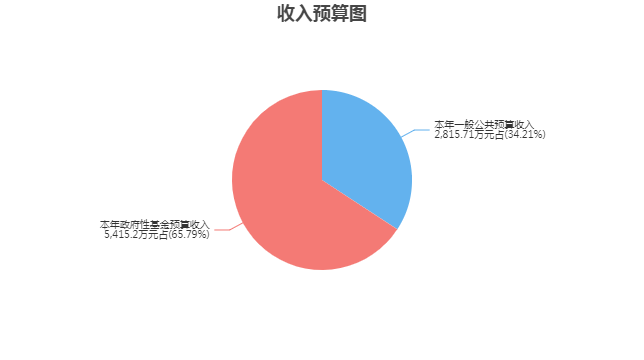 收入预算图
本年一般公共预算收入
2,815.71万元占(34.21%)
本年政府性基金预算收入
5,415.2万元占(65.79%)